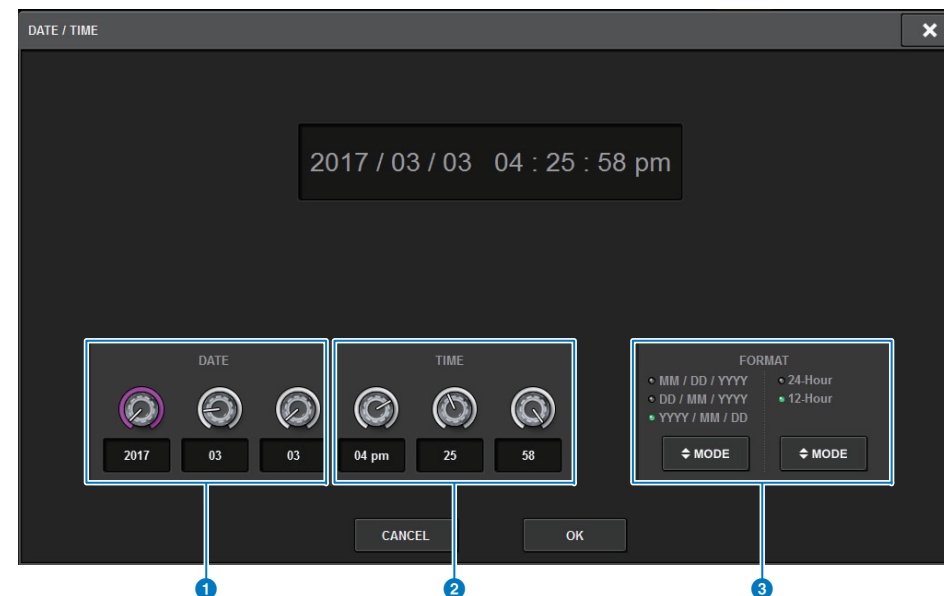 DATE / TIME
2017 / 03 / 03 04 : 25 : 58 pm
DATE
2017 03 03
TIME
04 pm 25 58
FORMAT
MM / DD / YYYY
DD / MM / YYYY
YYYY / MM / DD
MODE
24-Hour
12-Hour
MODE
CANCEL OK
1 2 3